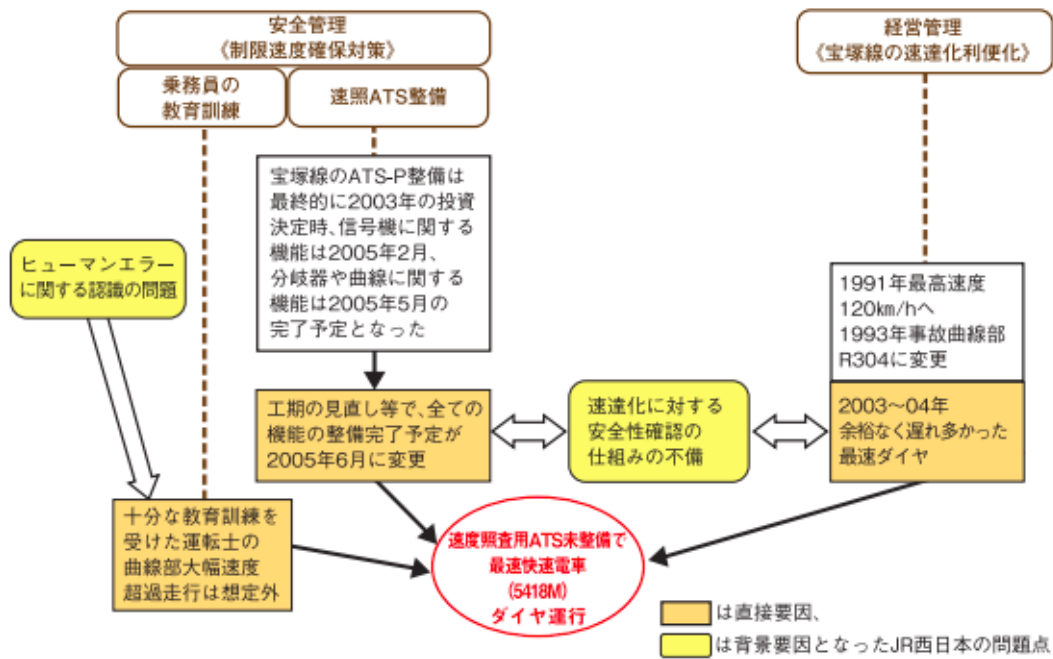 安全管理
《制限速度確保対策》
乗務員の
教育訓練
速照ATS整備
経営管理
《宝塚線の速達化利便化》
宝塚線のATS-P整備は
最終的に2003年の投資
決定時、信号機に関する
機能は2005年2月、
分岐器や曲線に関する
機能は2005年5月の
完了予定となった
ヒューマンエラー
に関する認識の問題
1991年最高速度
120km/hへ
1993年事故曲線部
R304に変更
工期の見直し等で、全ての
機能の整備完了予定が
2005年6月に変更
速達化に対する
安全性確認の
仕組みの不備
2003～04年
余裕なく遅れ多かった
最速ダイヤ
十分な教育訓練を
受けた運転士の
曲線部大幅速度
超過走行は想定外
速度照査用ATS未整備で
最速快速電車
(5418M)
ダイヤ運行
は直接要因、
は背景要因となったJR西日本の問題点